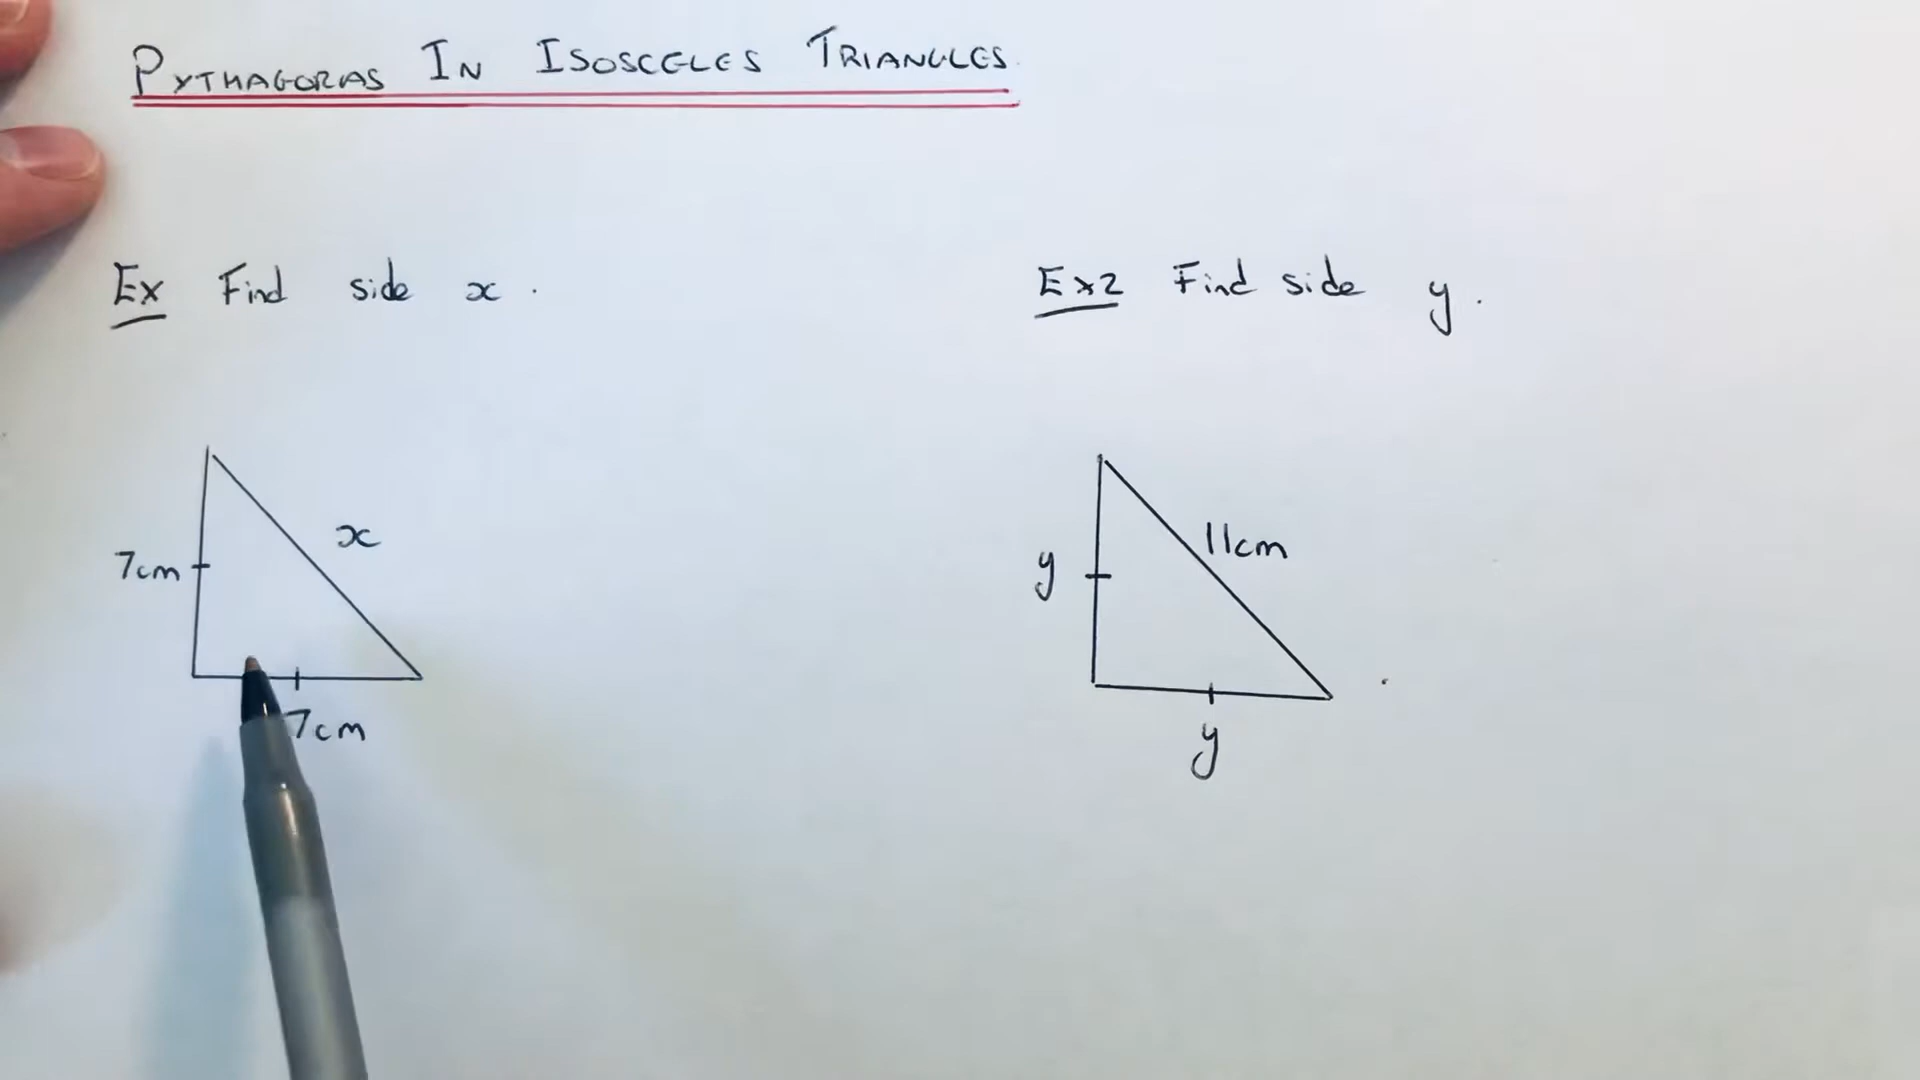 PYTHAGORAS IN ISOSCELES TRIANGLES.
Ex Find side x.
7cm
x
7cm
Ex2 Find side y.
y
11cm
y